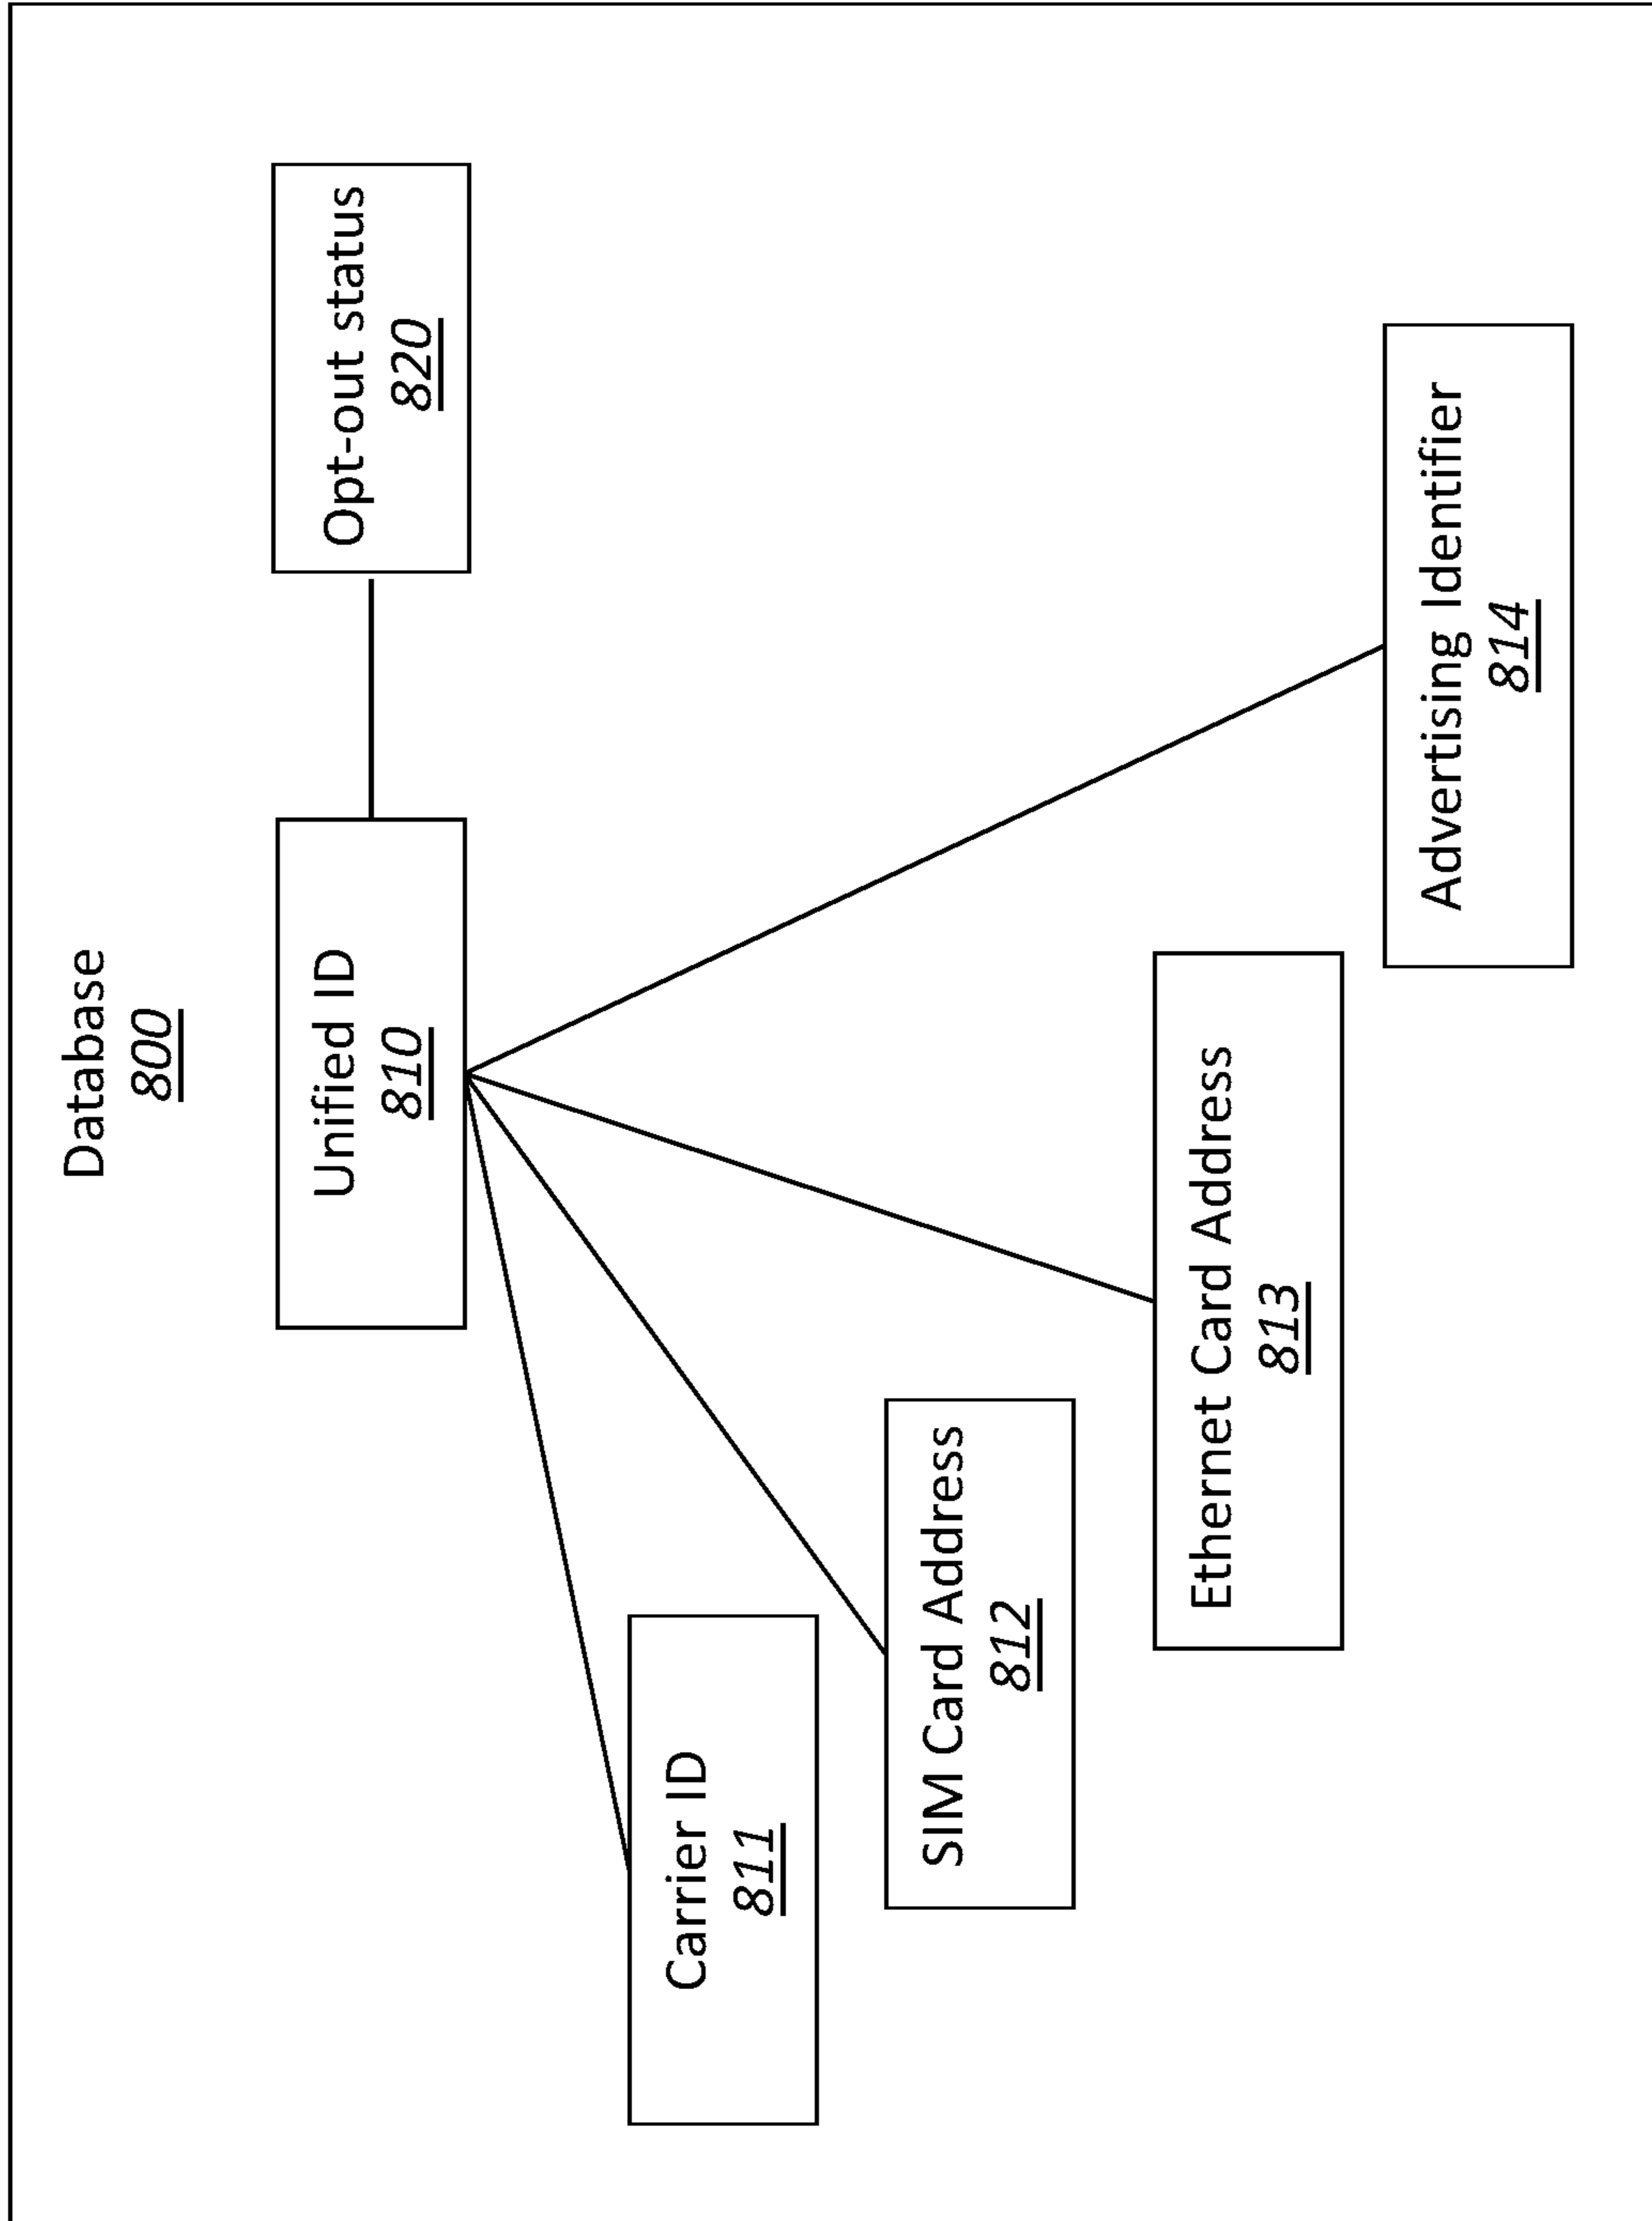 Database
800
Unified ID
810
Opt-out status
820
Carrier ID
811
SIM Card Address
812
Ethernet Card Address
813
Advertising Identifier
814